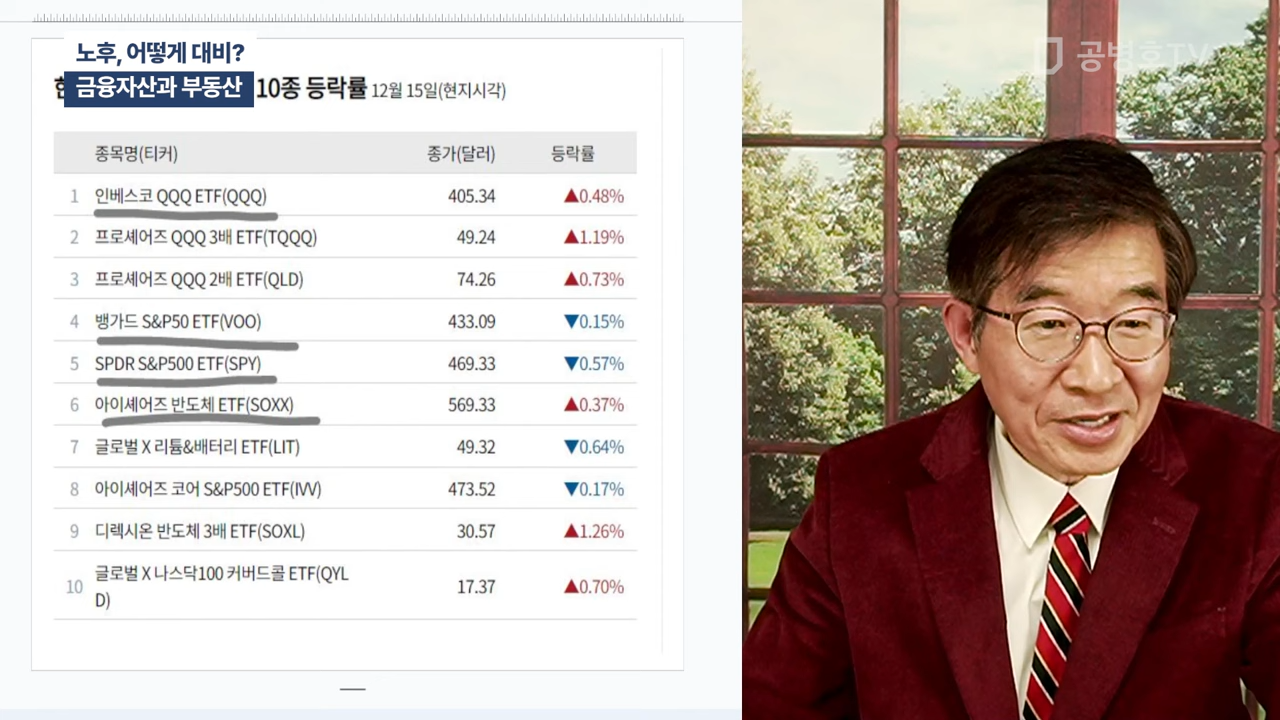 노후, 어떻게 대비?
금융자산과 부동산
10종 등락률 12월 15일(현지시각)
종목명(티커) 종가(달러) 등락률
1 인베스코 QQQ ETF(QQQ) 405.34 ▲0.48%
2 프로셰어즈 QQQ 3배 ETF(TQQQ) 49.24 ▲1.19%
3 프로셰어즈 QQQ 2배 ETF(QLD) 74.26 ▲0.73%
4 뱅가드 S&P50 ETF(VOO) 433.09 ▼0.15%
5 SPDR S&P500 ETF(SPY) 469.33 ▼0.57%
6 아이셰어즈 반도체 ETF(SOXX) 569.33 ▲0.37%
7 글로벌 X 리튬&배터리 ETF(LIT) 49.32 ▼0.64%
8 아이셰어즈 코어 S&P500 ETF(IVV) 473.52 ▼0.17%
9 디렉시온 반도체 3배 ETF(SOXL) 30.57 ▲1.26%
10 글로벌 X 나스닥100 커버드콜 ETF(QYL
D) 17.37 ▲0.70%
공병호TV